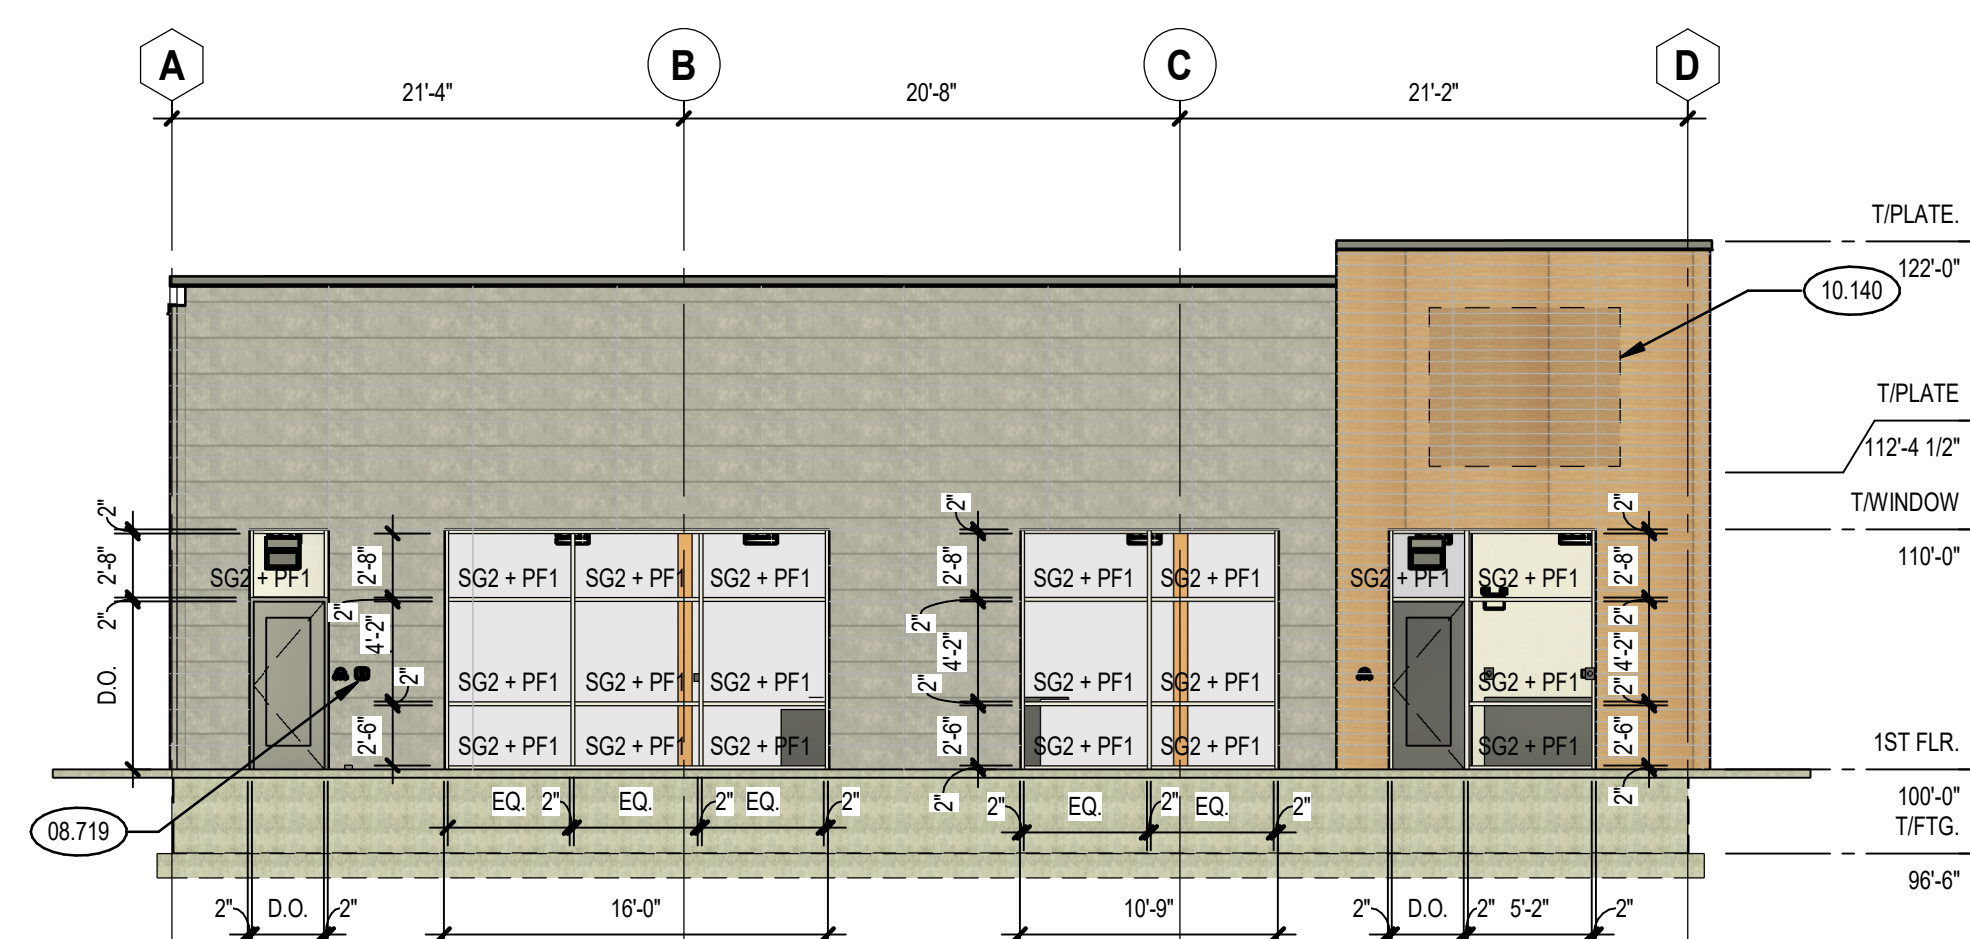 A B C D
21'-4" 20'-8" 21'-2"
T/PLATE.
122'-0"
10.140
T/PLATE
112'-4 1/2"
T/WINDOW
110'-0"
2" 2" 2"
2'-8" 2'-8" 2'-8" 2'-8"
SG2 + PF1 SG2 + PF1 SG2 + PF1 SG2 + PF1 SG2 + PF1 SG2 + PF1 SG2 + PF1 SG2 + PF1
2" 2" 2" 2"
4'-2" 4'-2" 4'-2"
D.O. 2" 2" 2"
SG2 + PF1 SG2 + PF1 SG2 + PF1 SG2 + PF1 SG2 + PF1 SG2 + PF1
2'-6" 2'-6" 2'-6"
SG2 + PF1 SG2 + PF1 SG2 + PF1 SG2 + PF1 SG2 + PF1 SG2 + PF1
1ST FLR.
100'-0"
2" 2"
EQ. 2" EQ. 2" EQ. 2" 2" EQ. 2" EQ. 2"
T/FTG.
96'-6"
08.719
2" D.O. 2" 16'-0" 10'-9" 2" D.O. 2" 5'-2" 2"